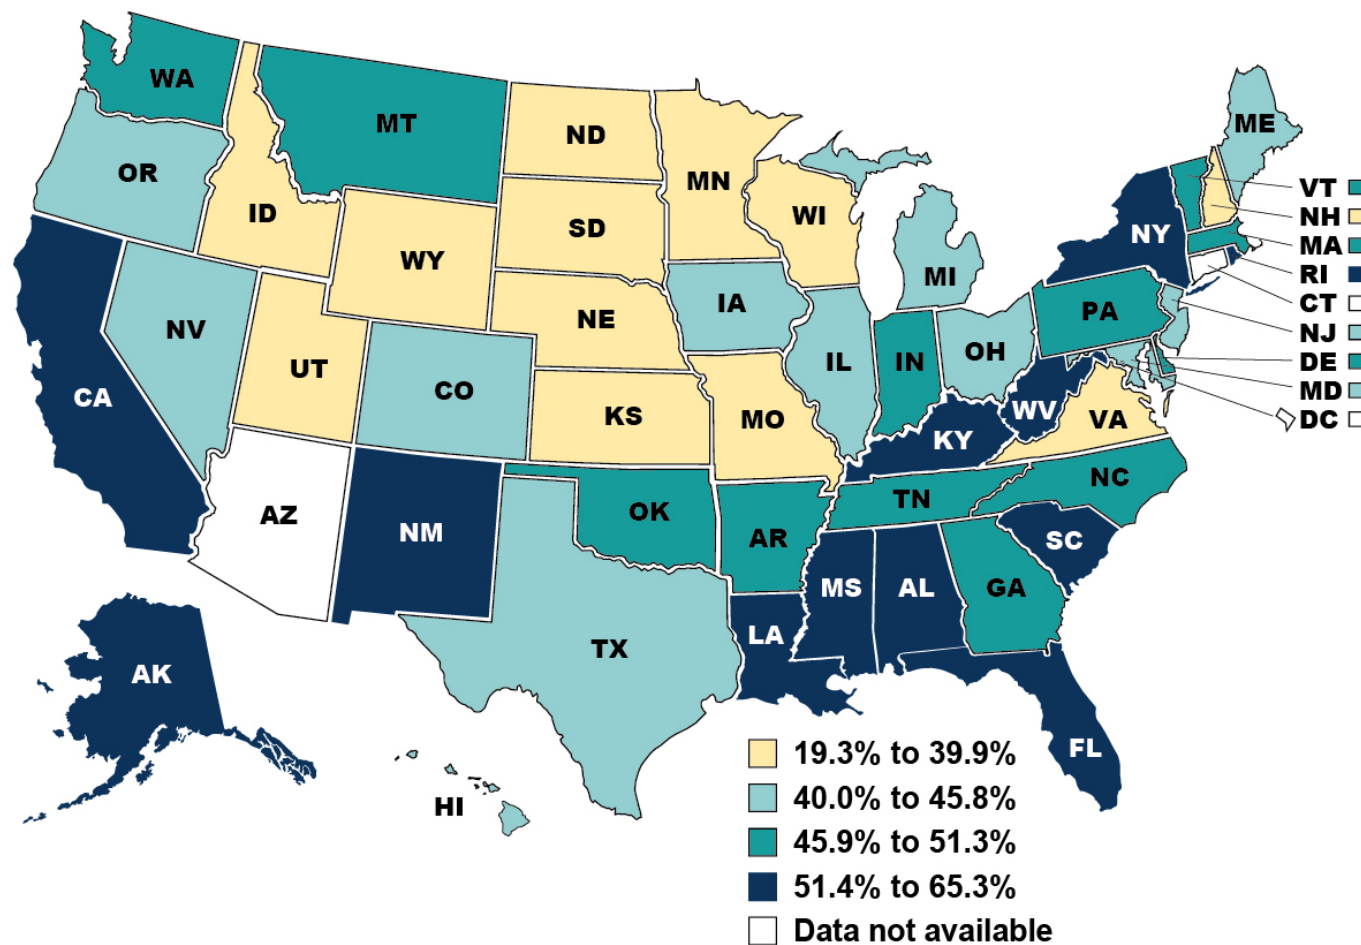 WA
MT
ND
MN
ME
OR
ID
SD
WI
VT
NH
WY
NY
MA
MI
RI
NV
NE
IA
PA
CT
NJ
UT
CO
IL
IN
OH
DE
MD
CA
KS
MO
WV
VA
DC
KY
AZ
NM
OK
AR
TN
NC
SC
TX
MS
AL
GA
LA
AK
HI
FL
19.3% to 39.9%
40.0% to 45.8%
45.9% to 51.3%
51.4% to 65.3%
Data not available